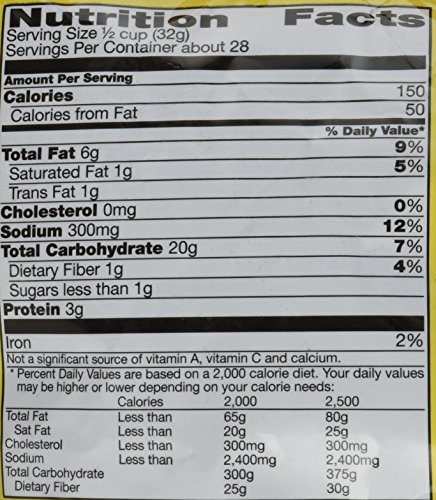 Nutrition Facts
Serving Size ½ cup (32g)
Servings Per Container about 28
Amount Per Serving
Calories 150
Calories from Fat 50
% Daily Value*
Total Fat 6g 9%
Saturated Fat 1g 5%
Trans Fat 1g
Cholesterol 0mg 0%
Sodium 300mg 12%
Total Carbohydrate 20g 7%
Dietary Fiber 1g 4%
Sugars less than 1g
Protein 3g
Iron 2%
Not a significant source of vitamin A, vitamin C and calcium.
* Percent Daily Values are based on a 2,000 calorie diet. Your daily values
may be higher or lower depending on your calorie needs:
Calories 2,000 2,500
Total Fat Less than 65g 80g
Sat Fat Less than 20g 25g
Cholesterol Less than 300mg 300mg
Sodium Less than 2,400mg 2,400mg
Total Carbohydrate 300g 375g
Dietary Fiber 25g 30g